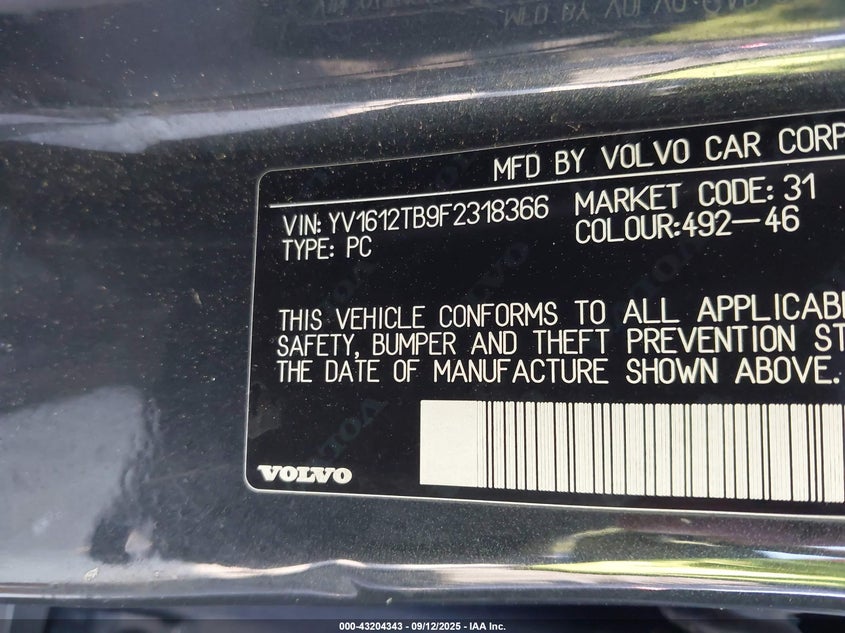 MFD BY VOLVO CAR CORP
VIN: YV1612TB9F2318366
MARKET CODE: 31
TYPE: PC
COLOUR:492-46
THIS VEHICLE CONFORMS TO ALL APPLICABL
SAFETY, BUMPER AND THEFT PREVENTION ST
THE DATE OF MANUFACTURE SHOWN ABOVE.
VOLVO
000-43204343 - 09/12/2025 - IAA Inc.